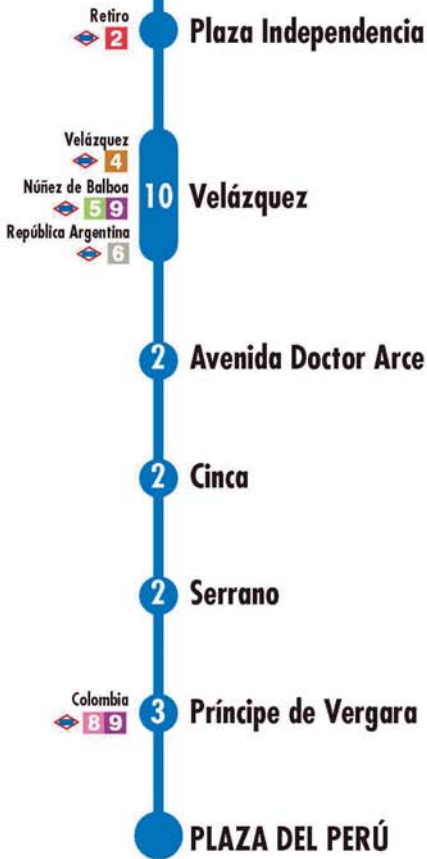 Retiro
2
Plaza Independencia
Velázquez
4
Núñez de Balboa
5 9
República Argentina
6
10 Velázquez
2 Avenida Doctor Arce
2 Cinca
2 Serrano
Colombia
8 9
3 Príncipe de Vergara
PLAZA DEL PERÚ